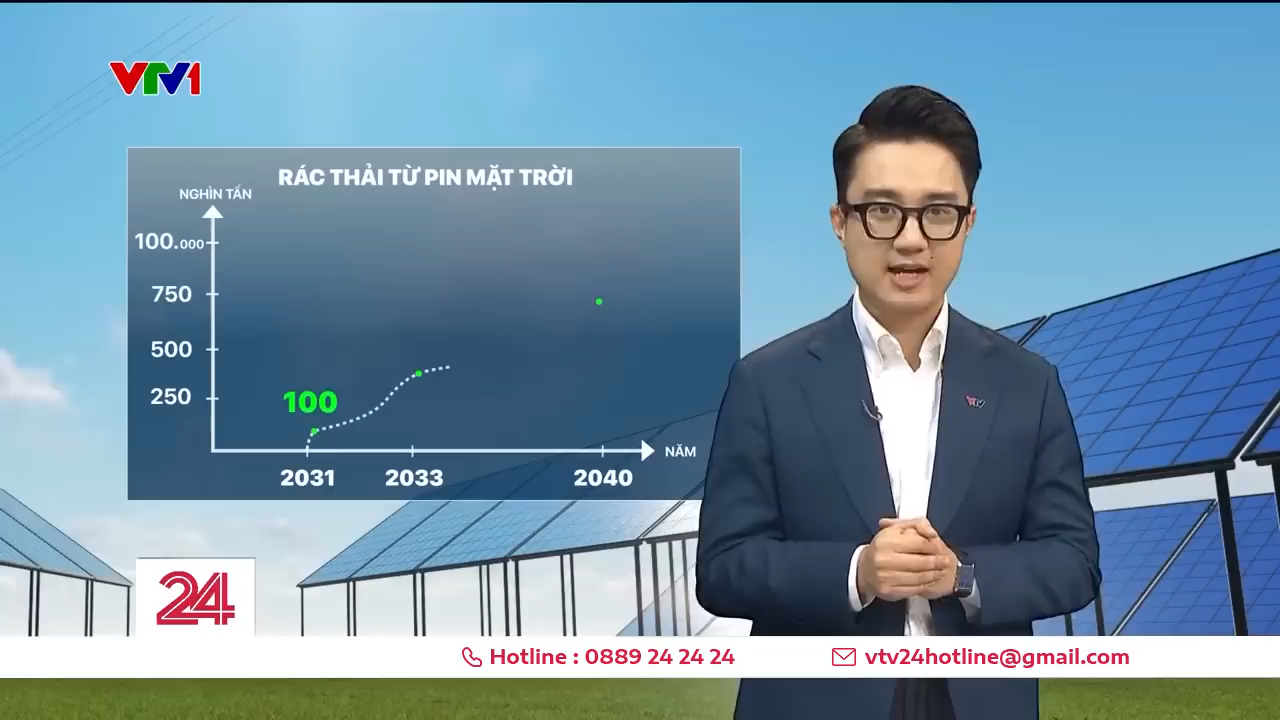 VTV1
RÁC THẢI TỪ PIN MẶT TRỜI
NGHÌN TẤN
100.000
750
500
250
100
2031
2033
2040
NĂM
VTV
24
Hotline : 0889 24 24 24
vtv24hotline@gmail.com